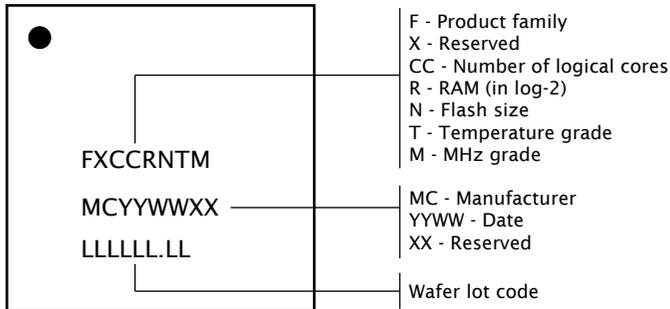 F - Product family
X - Reserved
CC - Number of logical cores
R - RAM (in log-2)
N - Flash size
T - Temperature grade
M - MHz grade
FXCCRNTM
MCYYWWXX
MC - Manufacturer
YYWW - Date
XX - Reserved
LLLLLL.LL
Wafer lot code